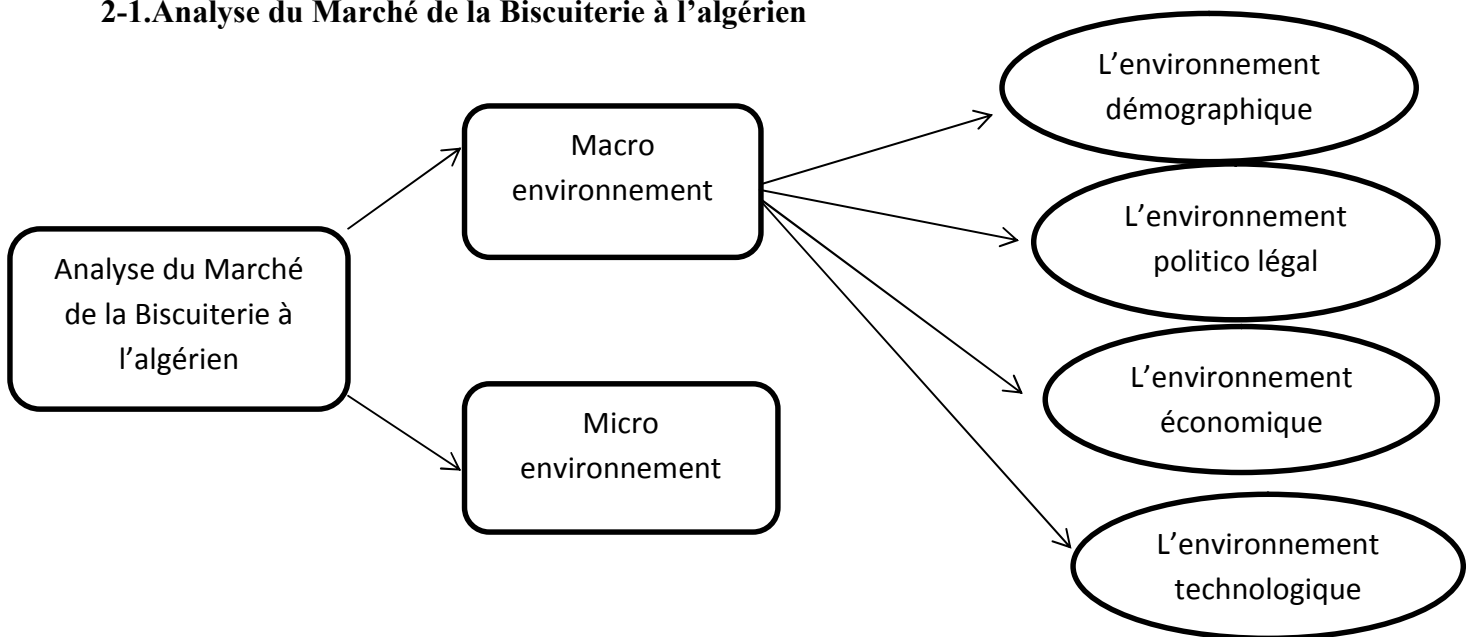 2-1.Analyse du Marché de la Biscuiterie à l’algérien
Analyse du Marché
de la Biscuiterie à
l’algérien
Macro
environnement
Micro
environnement
L’environnement
démographique
L’environnement
politico légal
L’environnement
économique
L’environnement
technologique